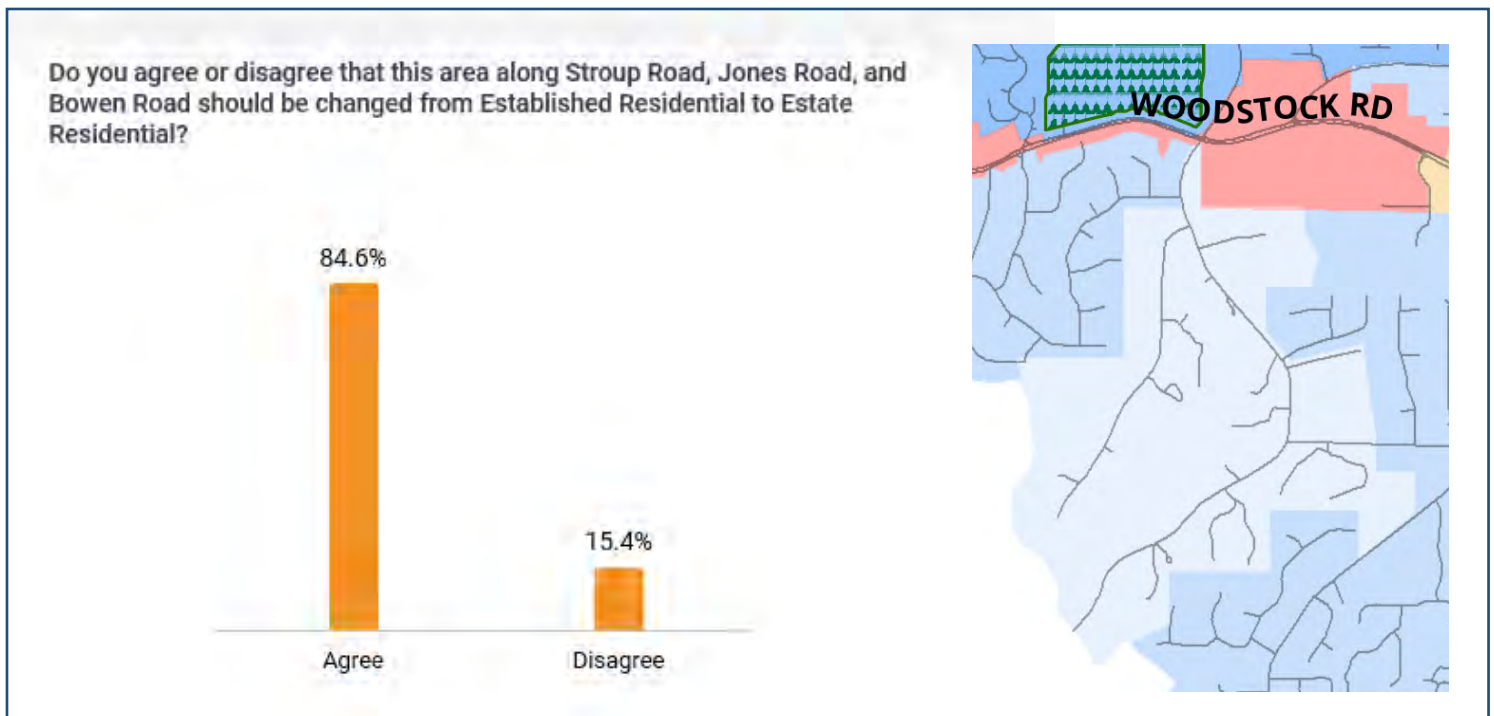 Do you agree or disagree that this area along Stroup Road, Jones Road, and
Bowen Road should be changed from Established Residential to Estate
Residential?
84.6%
15.4%
Agree
Disagree
WOODSTOCK RD